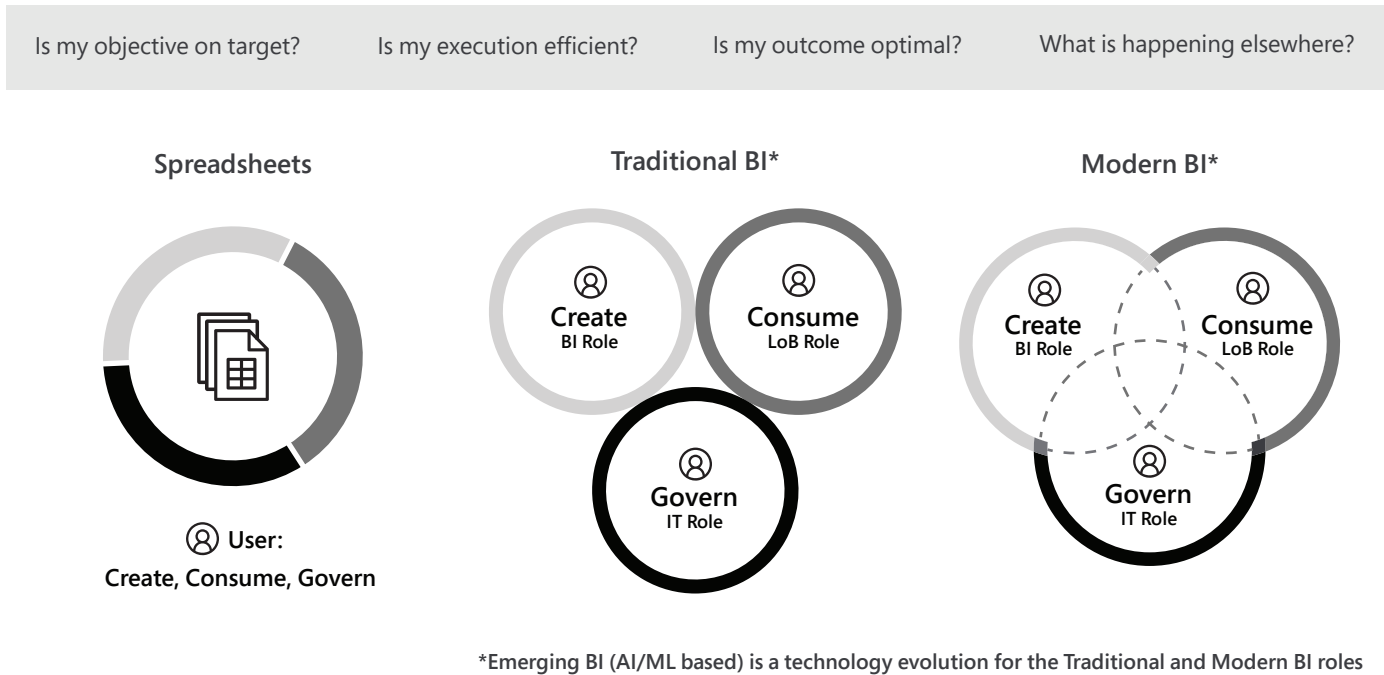 Is my objective on target?
Is my execution efficient?
Is my outcome optimal?
What is happening elsewhere?
Spreadsheets
User:
Create, Consume, Govern
Traditional BI*
Create
BI Role
Consume
LoB Role
Govern
IT Role
Modern BI*
Create
BI Role
Consume
LoB Role
Govern
IT Role
*Emerging BI (AI/ML based) is a technology evolution for the Traditional and Modern BI roles